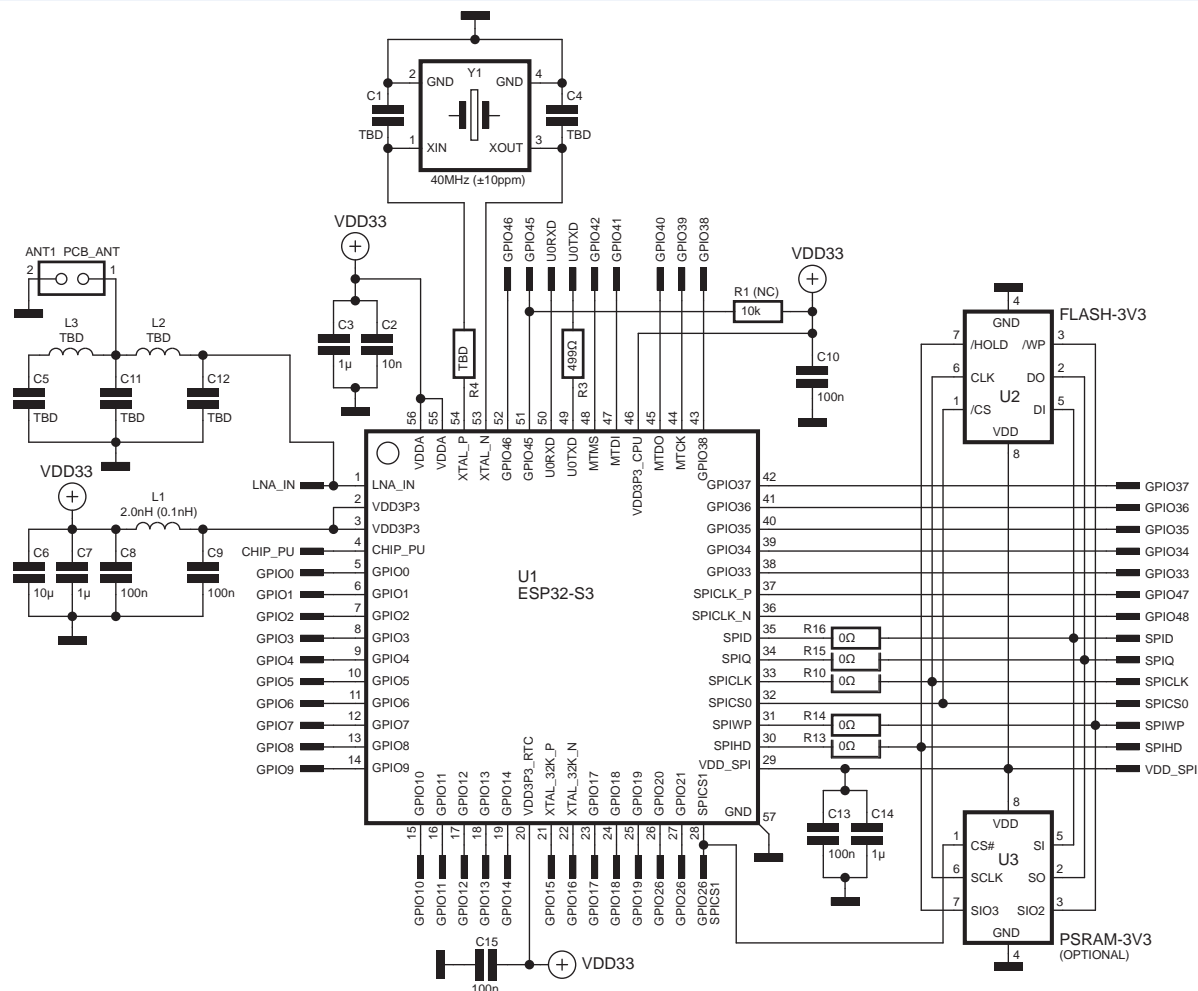 2
Y1
4
GND
GND
C1
TBD
C4
TBD
1
XIN
XOUT
3
40MHz (±10ppm)
VDD33
ANT1 PCB_ANT
2
1
L3
TBD
L2
TBD
C5
TBD
C11
TBD
C12
TBD
C3
1µ
C2
10n
TBD
R4
499Ω
R3
GPIO46
GPIO45
U0RXD
U0TXD
GPIO42
GPIO41
GPIO40
GPIO39
GPIO38
R1 (NC)
10k
VDD33
C10
100n
4
GND
FLASH-3V3
7
/HOLD
/WP
3
6
CLK
DO
2
1
/CS
DI
5
U2
VDD
8
56
55
54
53
52
51
50
49
48
47
46
45
44
43
VDDA
VDDA
XTAL_P
XTAL_N
GPIO46
GPIO45
U0RXD
U0TXD
MTMS
MTDI
VDD3P3_CPU
MTDO
MTCK
GPIO38
VDD33
L1
2.0nH (0.1nH)
C6
10µ
C7
1µ
C8
100n
C9
100n
LNA_IN
1
LNA_IN
2
VDD3P3
3
VDD3P3
CHIP_PU
4
CHIP_PU
GPIO0
5
GPIO0
GPIO1
6
GPIO1
GPIO2
7
GPIO2
GPIO3
8
GPIO3
GPIO4
9
GPIO4
GPIO5
10
GPIO5
GPIO6
11
GPIO6
GPIO7
12
GPIO7
GPIO8
13
GPIO8
GPIO9
14
GPIO9
U1
ESP32-S3
GPIO37
42
GPIO37
GPIO36
41
GPIO36
GPIO35
40
GPIO35
GPIO34
39
GPIO34
GPIO33
38
GPIO33
SPICLK_P
37
GPIO47
SPICLK_N
36
GPIO48
SPID
35
R16
0Ω
SPID
SPIQ
34
R15
0Ω
SPIQ
SPICLK
33
R10
0Ω
SPICLK
SPICS0
32
SPICS0
SPIWP
31
R14
0Ω
SPIWP
SPIHD
30
R13
0Ω
SPIHD
VDD_SPI
29
VDD_SPI
GND
57
GPIO10
GPIO11
GPIO12
GPIO13
GPIO14
VDD3P3_RTC
XTAL_32K_P
XTAL_32K_N
GPIO17
GPIO18
GPIO19
GPIO20
GPIO21
SPICS1
15
16
17
18
19
20
21
22
23
24
25
26
27
28
GPIO10
GPIO11
GPIO12
GPIO13
GPIO14
GPIO15
GPIO16
GPIO17
GPIO18
GPIO19
GPIO26
GPIO26
GPIO26
SPICS1
C13
100n
C14
1µ
8
VDD
1
CS#
SI
5
U3
6
SCLK
SO
2
7
SIO3
SIO2
3
GND
4
PSRAM-3V3
(OPTIONAL)
C15
100n
VDD33